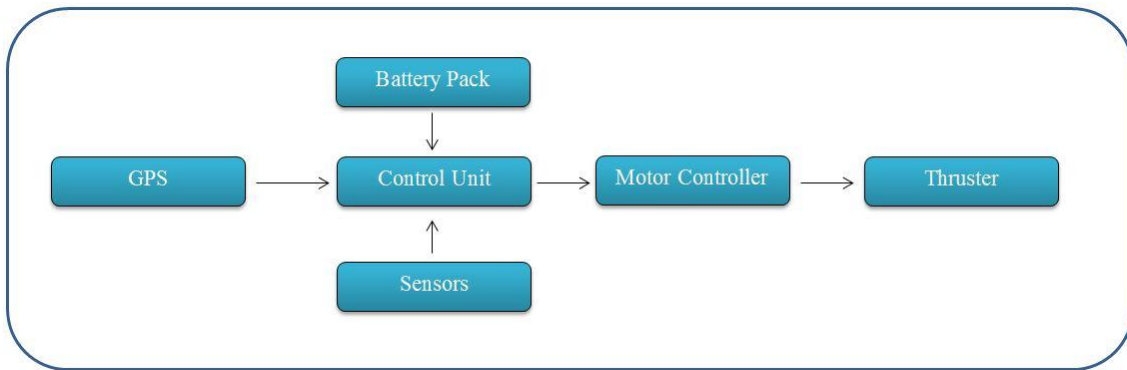 Battery Pack
GPS
Control Unit
Motor Controller
Thruster
Sensors